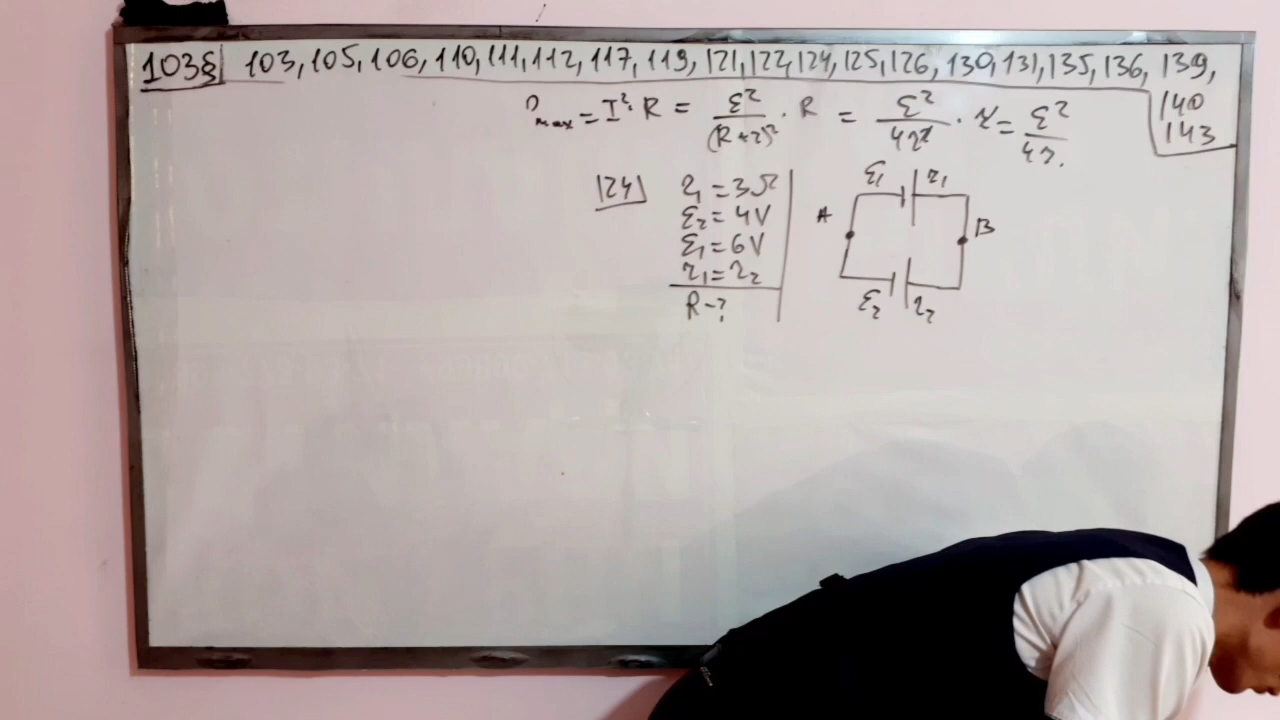 103§ 103, 105, 106, 110, 111, 112, 117, 119, 121, 122, 124, 125, 126, 130, 131, 135, 136, 139,
140
143
P max = I². R = ε²/(R+r)² · R = ε²/4r² · r = ε²/4r.
124 r₁ = 3Ω
ε₂ = 4V
ε₁ = 6V
r₁ = r₂
R-?
ε₁ r₁
A
B
ε₂ r₂